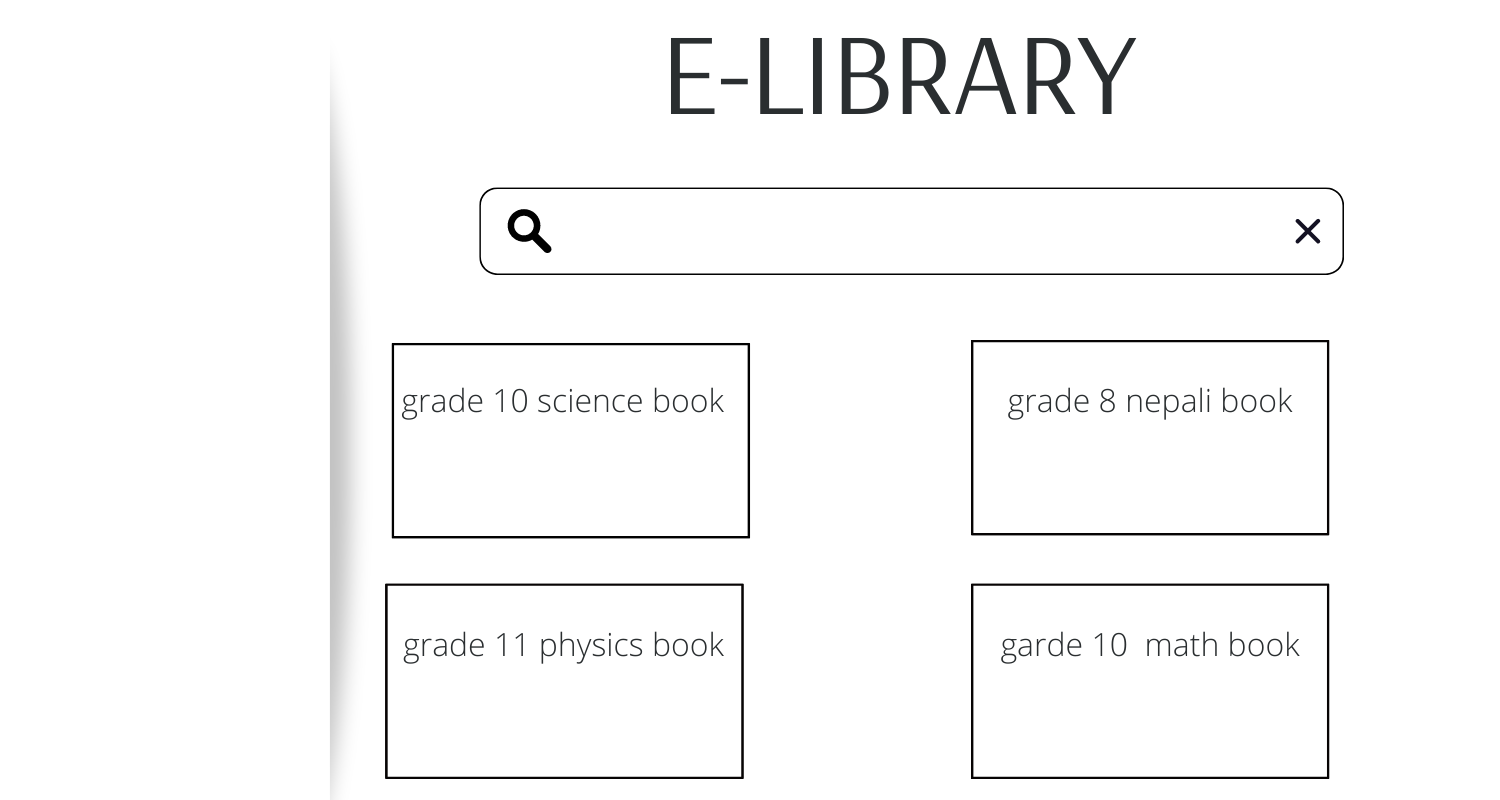 E-LIBRARY
grade 10 science book
grade 8 nepali book
grade 11 physics book
garde 10  math book